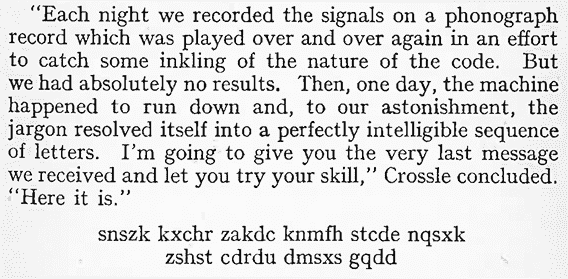 "Each night we recorded the signals on a phonograph
record which was played over and over again in an effort
to catch some inkling of the nature of the code. But
we had absolutely no results. Then, one day, the machine
happened to run down and, to our astonishment, the
jargon resolved itself into a perfectly intelligible sequence
of letters. I'm going to give you the very last message
we received and let you try your skill," Crossle concluded.
"Here it is."
snszk kxchr zakdc knmfh stcde nqsxk
zshst cdrdu dmsxs gqdd